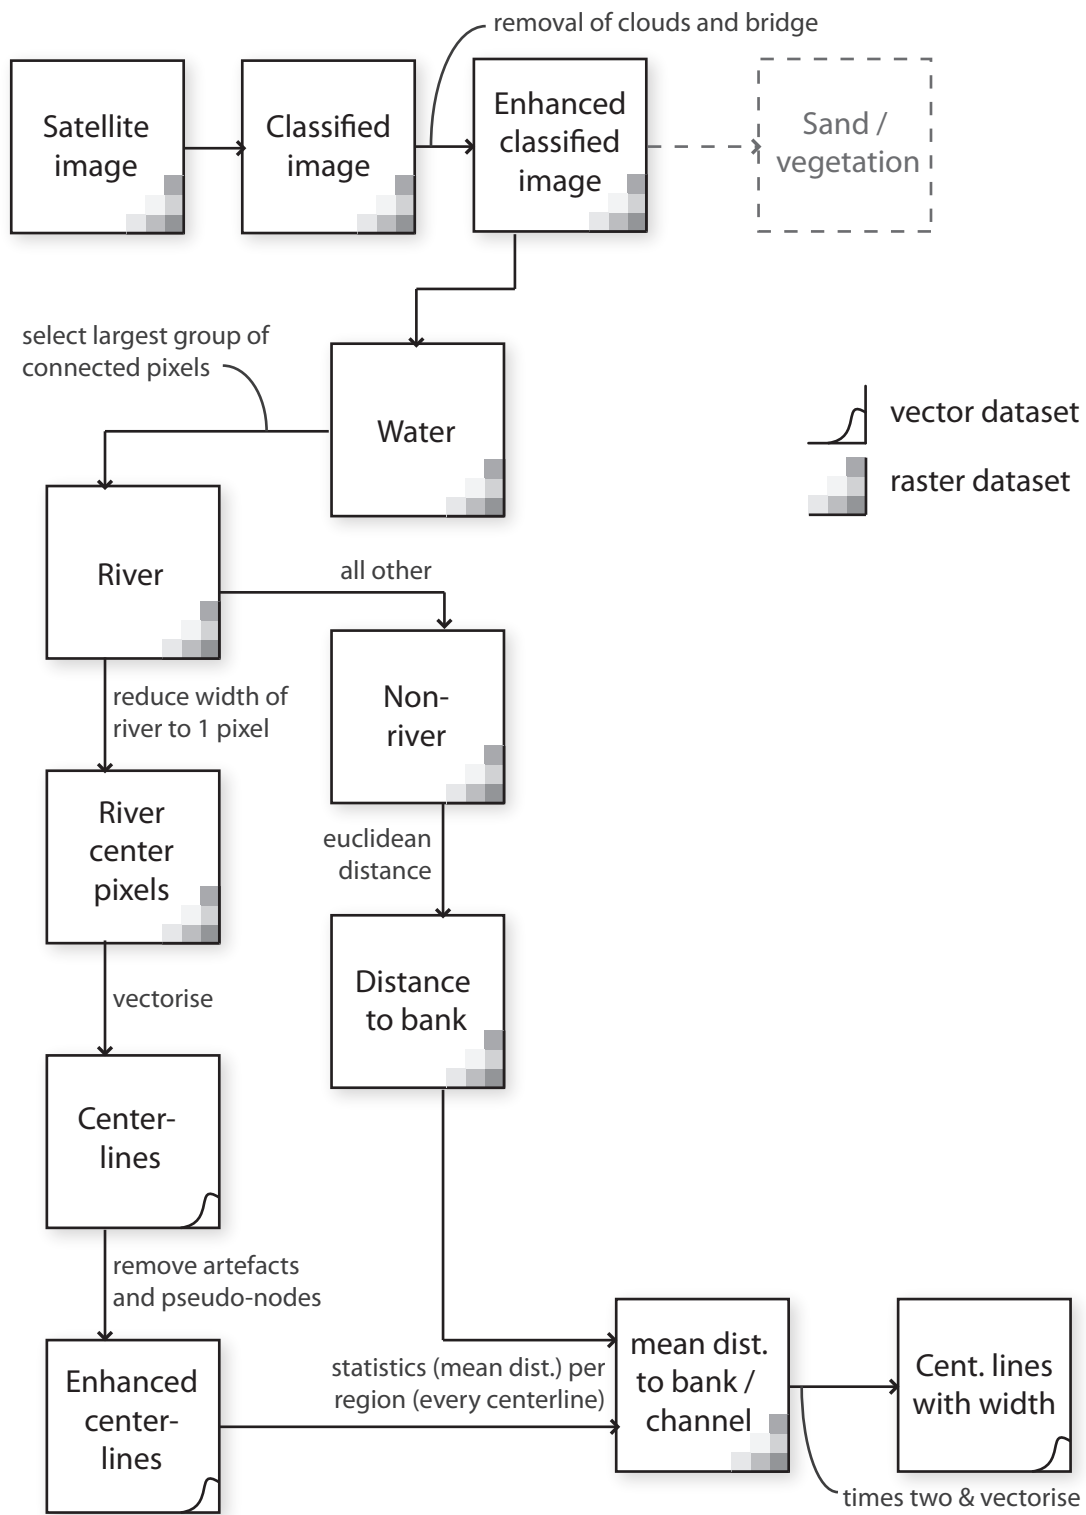 removal of clouds and bridge
Satellite
image
Classified
image
Enhanced
classified
image
Sand /
vegetation
select largest group of
connected pixels
Water
vector dataset
raster dataset
River
all other
reduce width of
river to 1 pixel
Non-
river
River
center
pixels
euclidean
distance
Distance
to bank
vectorise
Center-
lines
remove artefacts
and pseudo-nodes
Enhanced
center-
lines
statistics (mean dist.) per
region (every centerline)
mean dist.
to bank /
channel
Cent. lines
with width
times two & vectorise